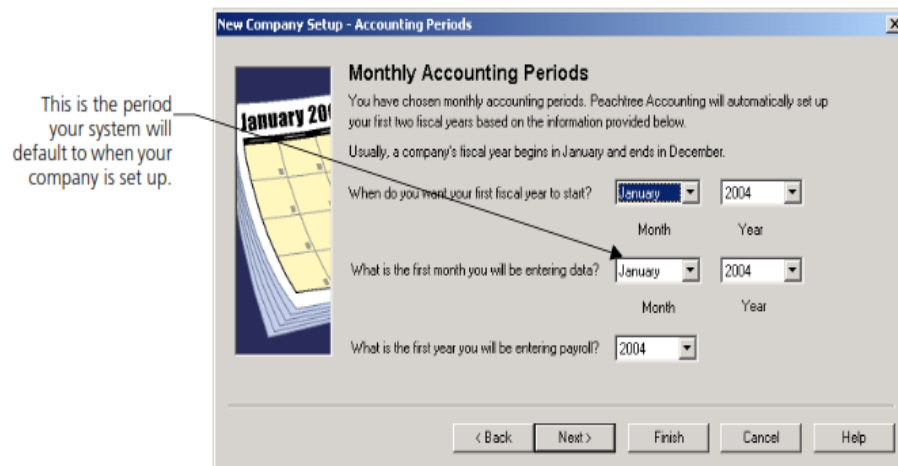 New Company Setup - Accounting Periods
This is the period
your system will
default to when your
company is set up.
Monthly Accounting Periods
You have chosen monthly accounting periods. Peachtree Accounting will automatically set up
your first two fiscal years based on the information provided below.
Usually, a company's fiscal year begins in January and ends in December.
When do you want your first fiscal year to start? January 2004
Month Year
What is the first month you will be entering data? January 2004
Month Year
What is the first year you will be entering payroll? 2004
January 200
< Back Next > Finish Cancel Help